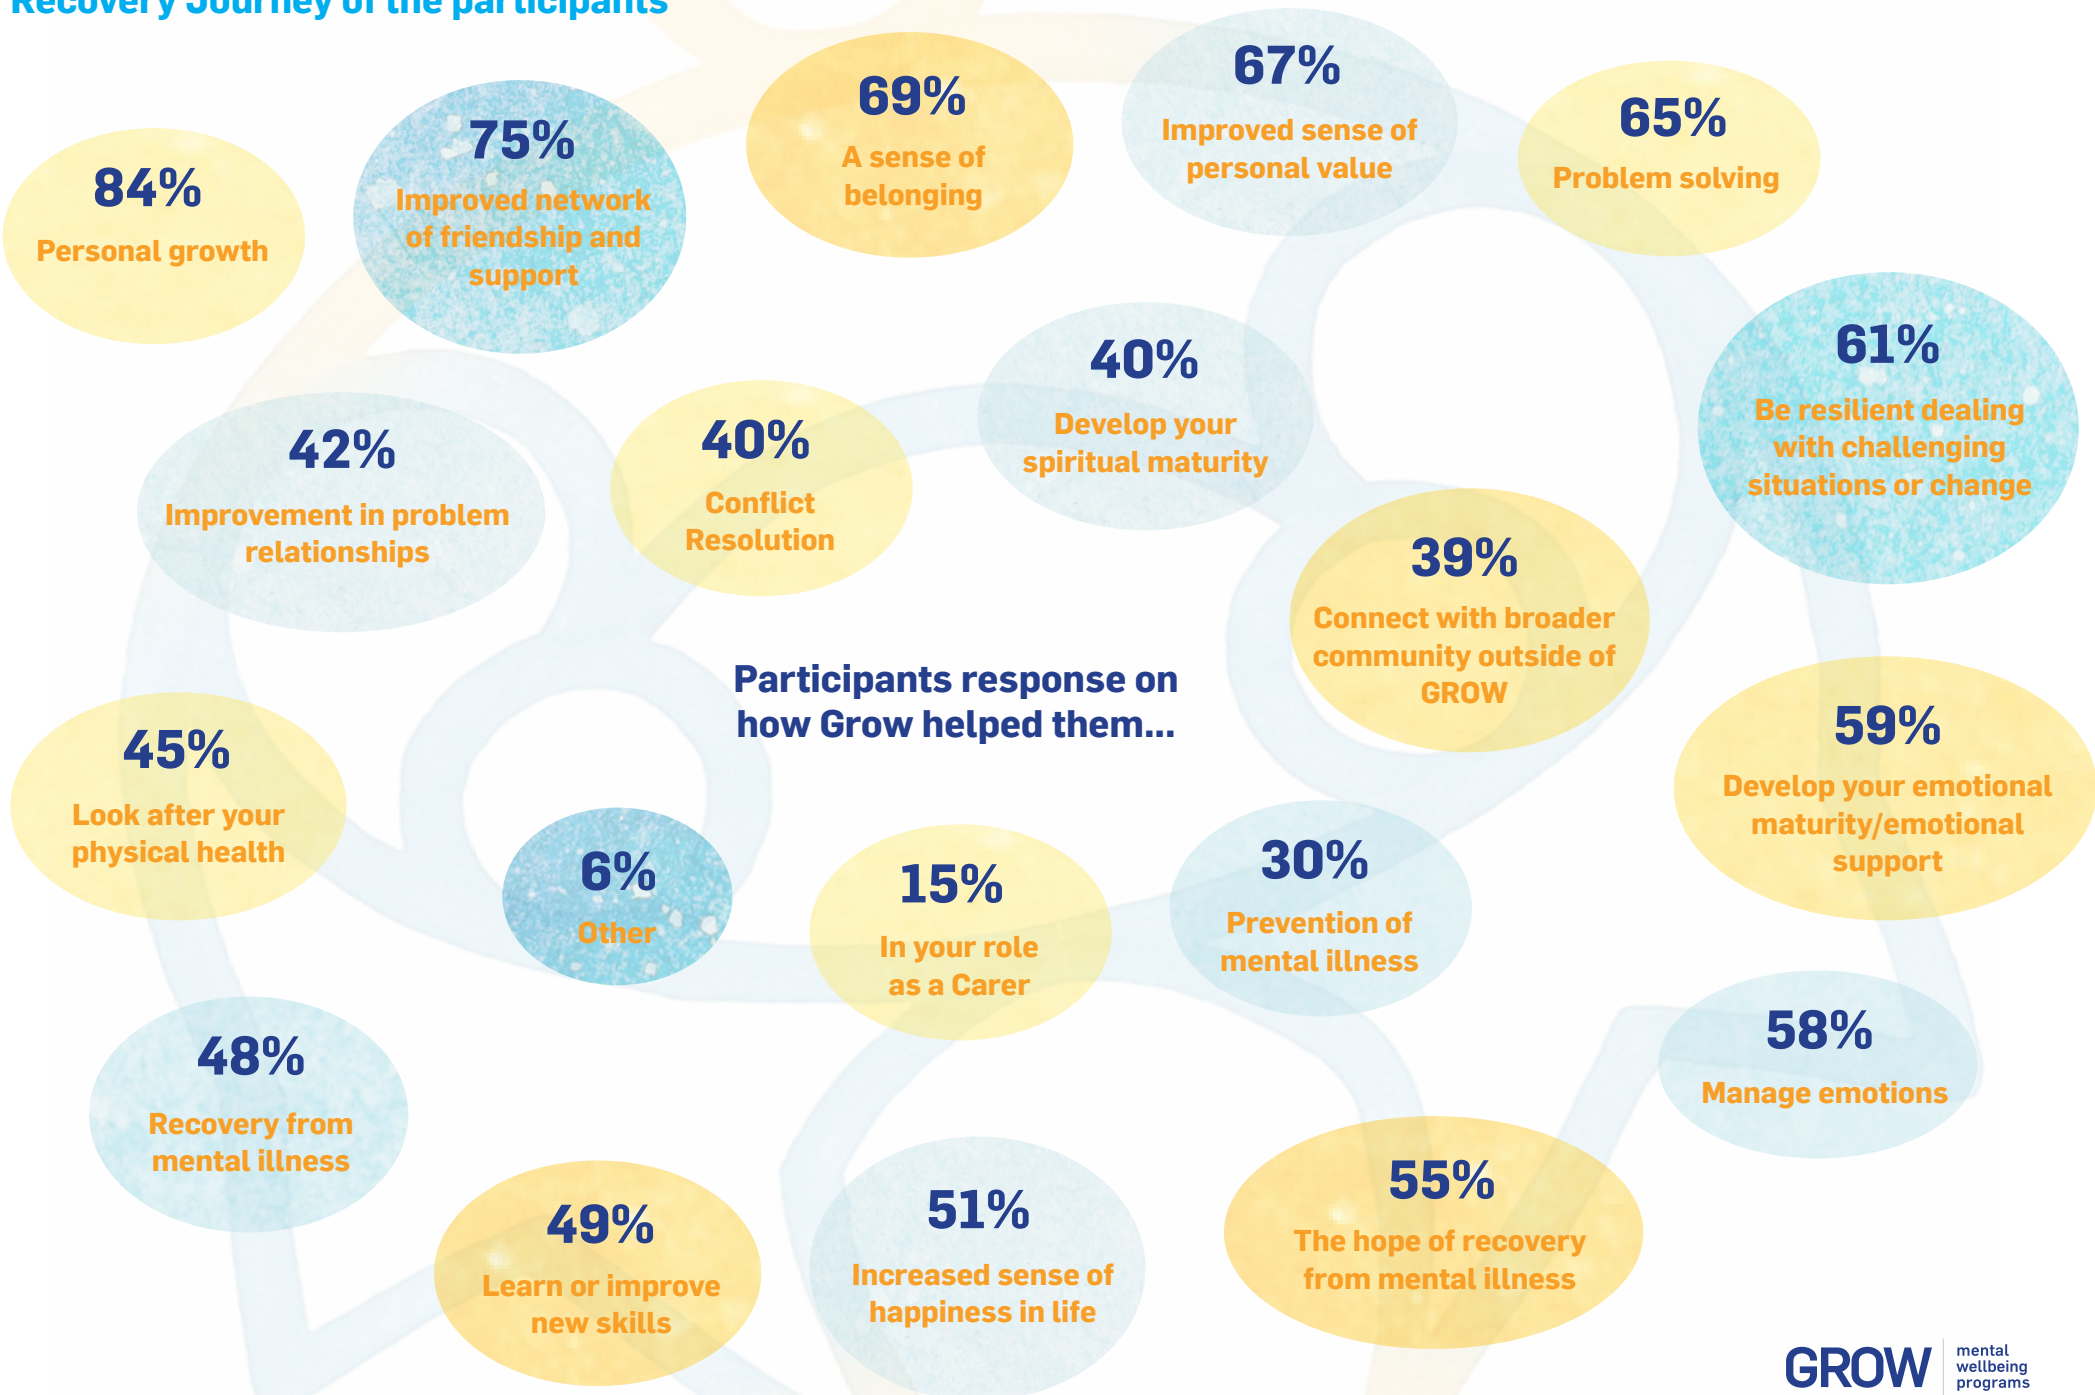 Recovery Journey of the participants
84%
Personal growth
75%
Improved network
of friendship and
support
69%
A sense of
belonging
67%
Improved sense of
personal value
65%
Problem solving
61%
Be resilient dealing
with challenging
situations or change
59%
Develop your emotional
maturity/emotional
support
58%
Manage emotions
55%
The hope of recovery
from mental illness
51%
Increased sense of
happiness in life
49%
Learn or improve
new skills
48%
Recovery from
mental illness
45%
Look after your
physical health
42%
Improvement in problem
relationships
40%
Conflict
Resolution
40%
Develop your
spiritual maturity
39%
Connect with broader
community outside of
GROW
30%
Prevention of
mental illness
15%
In your role
as a Carer
6%
Other
Participants response on
how Grow helped them...
GROW
mental
wellbeing
programs